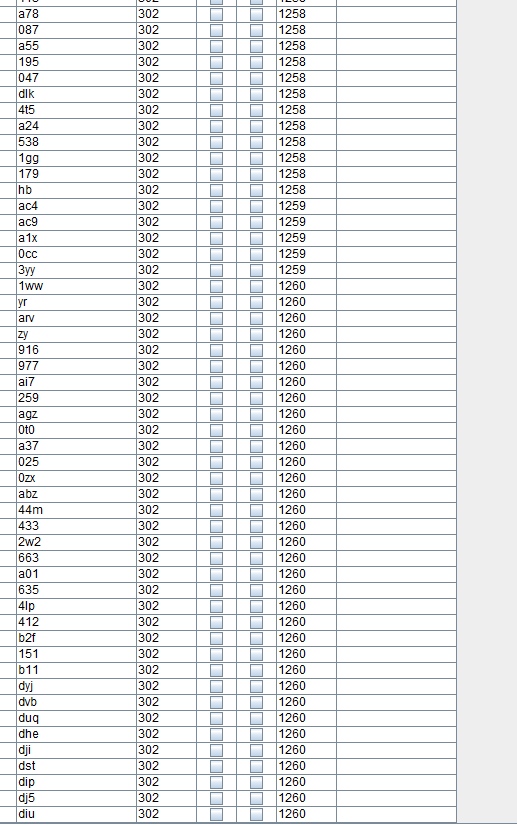 a78 302 1258
087 302 1258
a55 302 1258
195 302 1258
047 302 1258
dlk 302 1258
4t5 302 1258
a24 302 1258
538 302 1258
1gg 302 1258
179 302 1258
hb 302 1258
ac4 302 1259
ac9 302 1259
a1x 302 1259
0cc 302 1259
3yy 302 1259
1ww 302 1260
yr 302 1260
arv 302 1260
zy 302 1260
916 302 1260
977 302 1260
ai7 302 1260
259 302 1260
agz 302 1260
0t0 302 1260
a37 302 1260
025 302 1260
0zx 302 1260
abz 302 1260
44m 302 1260
433 302 1260
2w2 302 1260
663 302 1260
a01 302 1260
635 302 1260
4lp 302 1260
412 302 1260
b2f 302 1260
151 302 1260
b11 302 1260
dyj 302 1260
dvb 302 1260
duq 302 1260
dhe 302 1260
dji 302 1260
dst 302 1260
dip 302 1260
dj5 302 1260
diu 302 1260